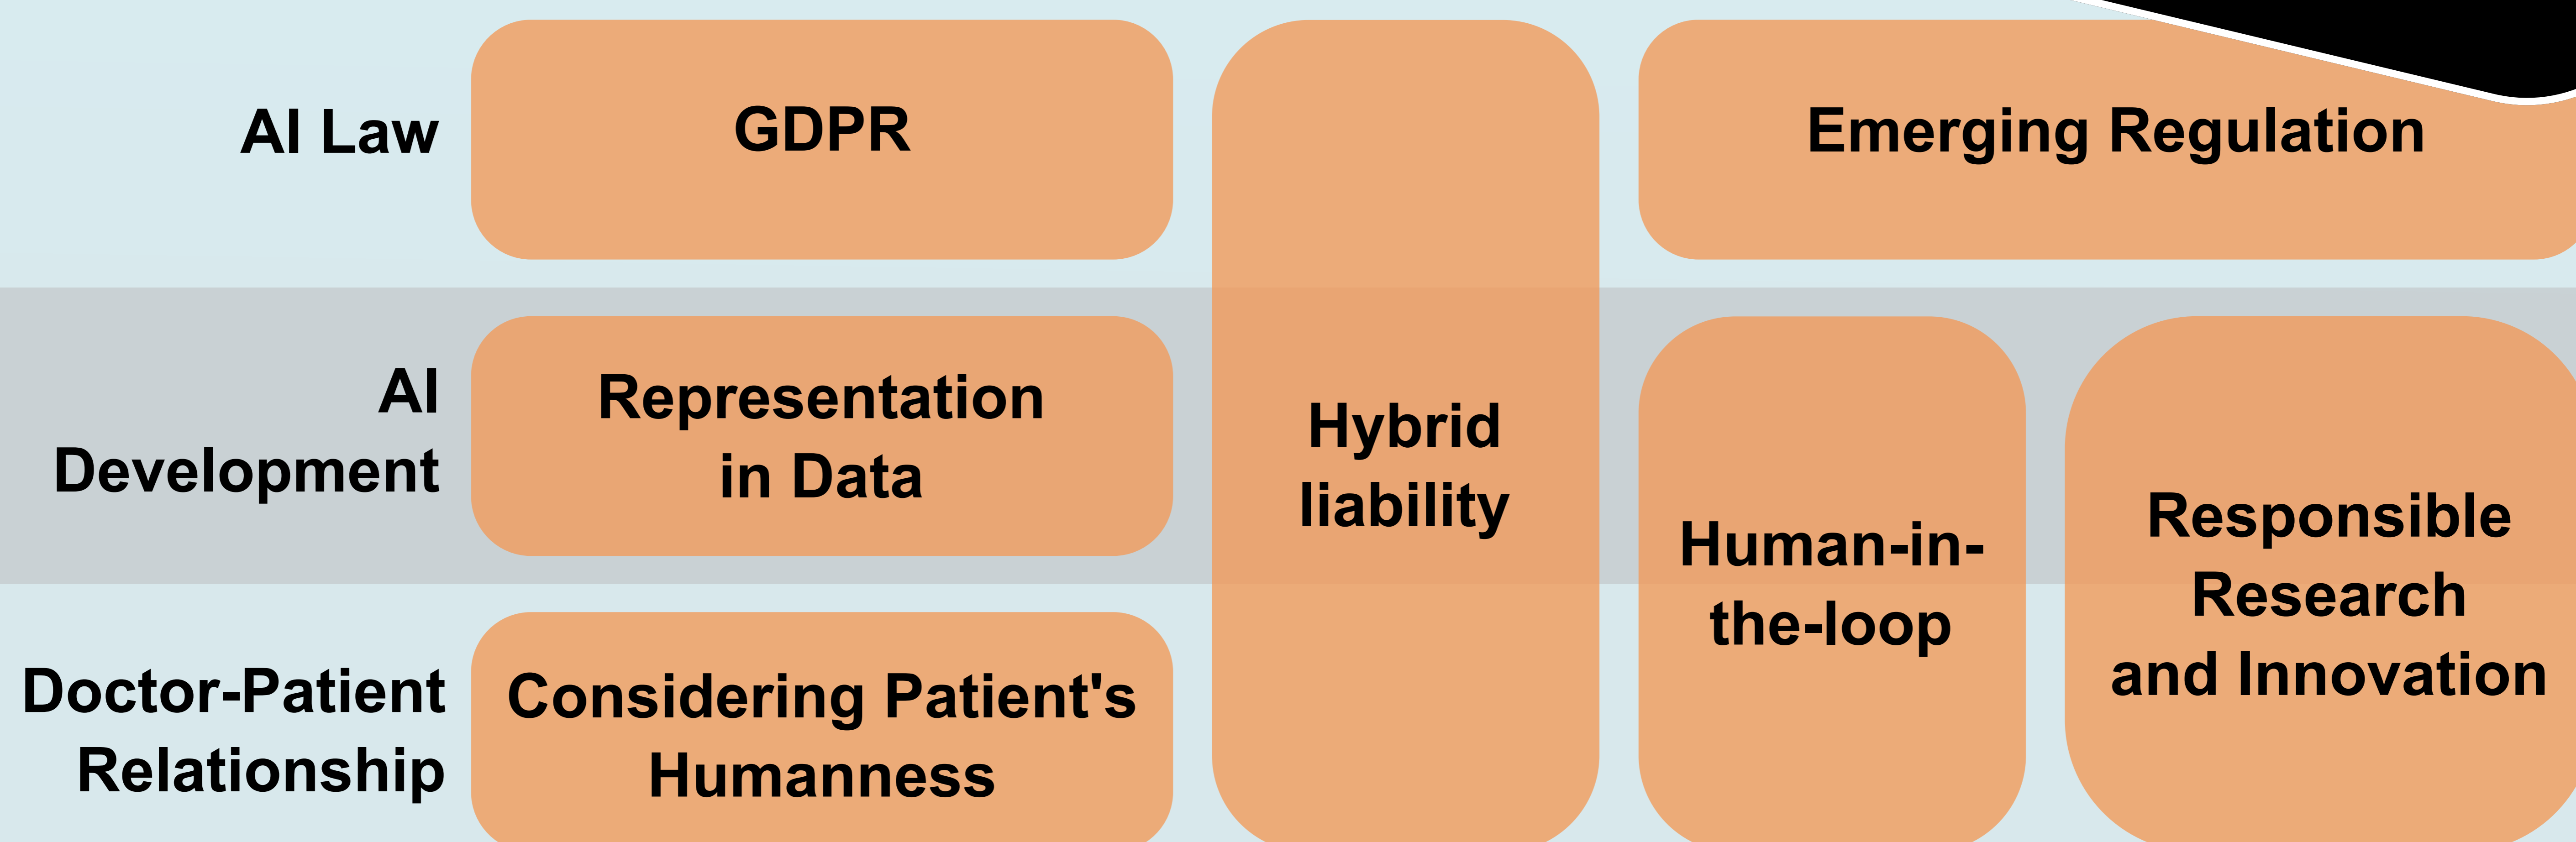 AI Law
GDPR
Emerging Regulation
AI
Development
Representation
in Data
Hybrid
liability
Human-in-
the-loop
Responsible
Research
and Innovation
Doctor-Patient
Relationship
Considering Patient's
Humanness